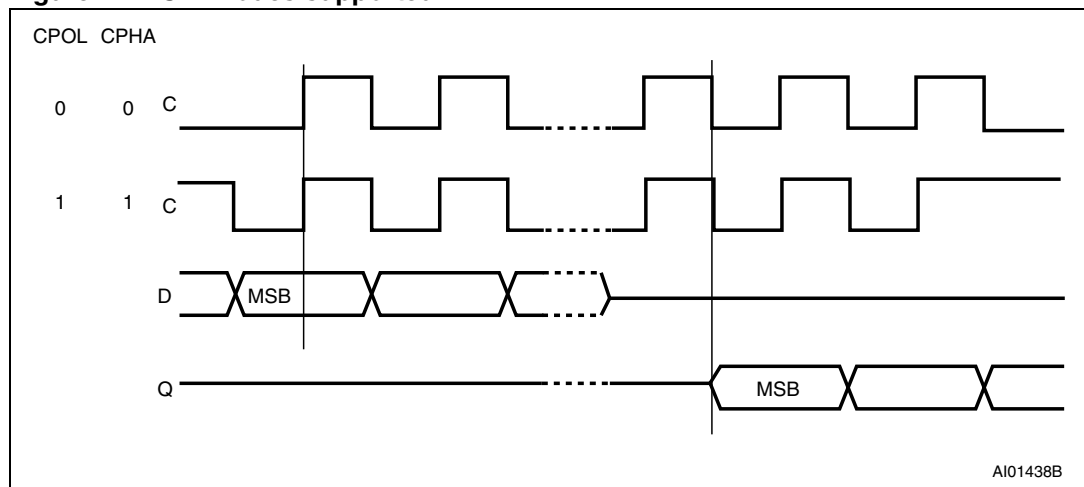 CPOL CPHA
0 0 C
1 1 C
D MSB
Q MSB
AI01438B